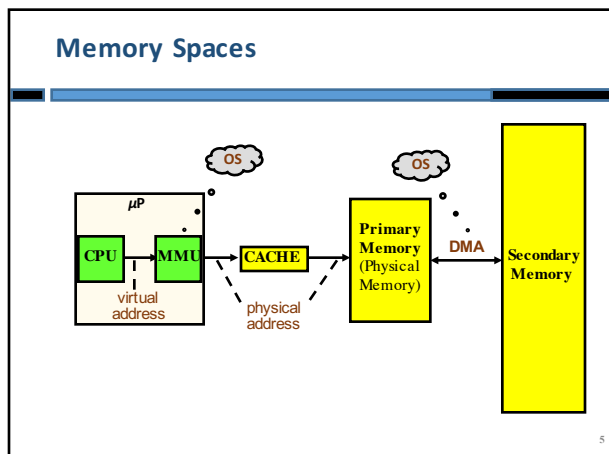 Memory Spaces
OS
OS
µP
CPU
MMU
CACHE
virtual
address
physical
address
Primary
Memory
(Physical
Memory)
DMA
Secondary
Memory
5